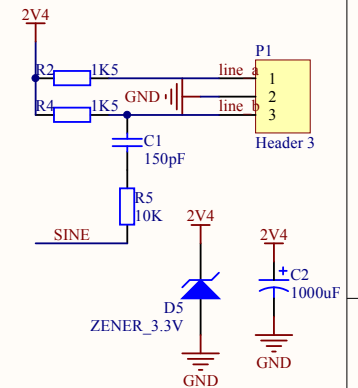 2V4
P1
R2 1K5 line_a 1
GND 2
R4 1K5 line_b 3
C1
150pF
Header 3
R5
10K
SINE
2V4
2V4
C2
1000uF
D5
ZENER_3.3V
GND
GND